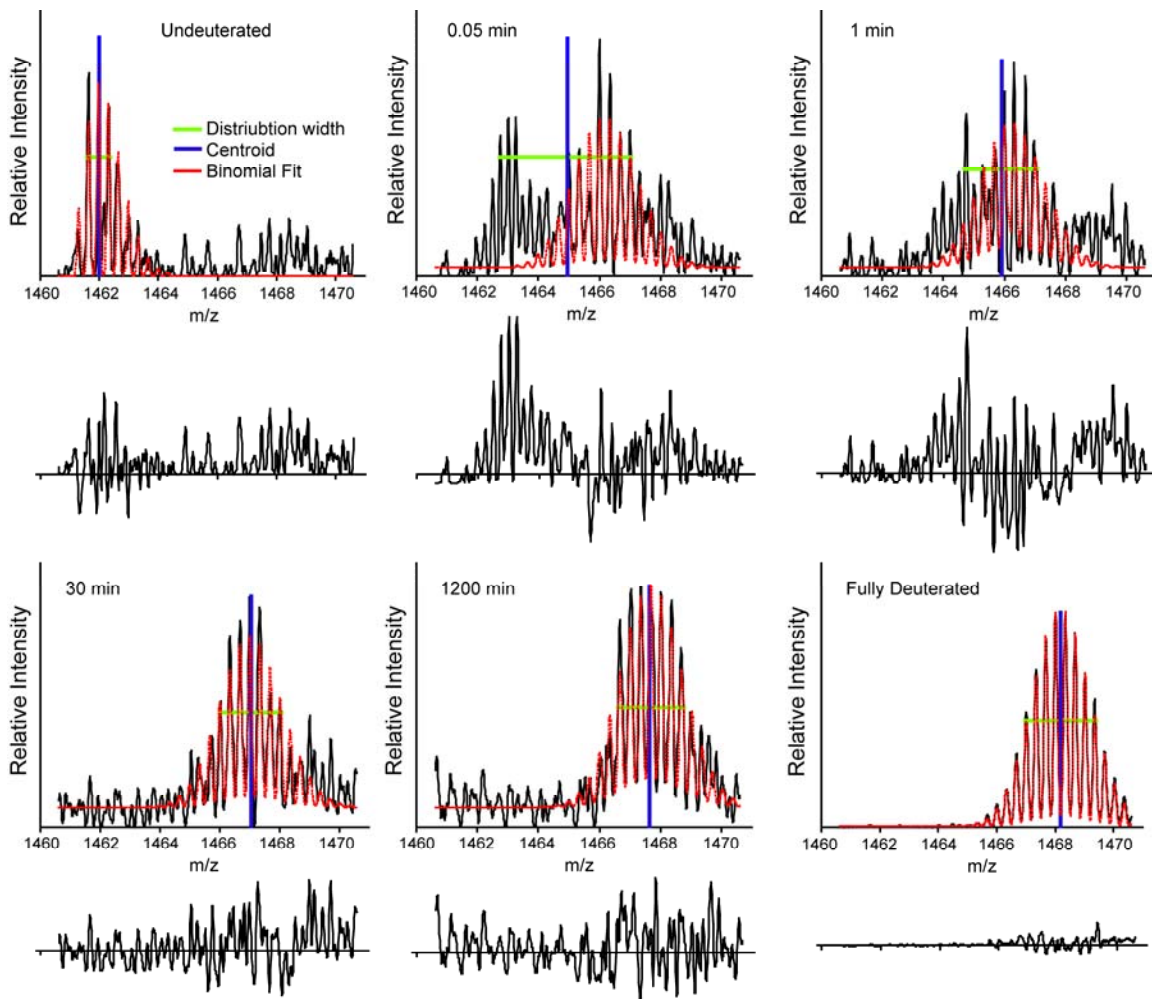 Undeuterated
0.05 min
1 min
Relative Intensity
Relative Intensity
Relative Intensity
Distriubtion width
Centroid
Binomial Fit
1460 1462 1464 1466 1468 1470
1460 1462 1464 1466 1468 1470
1460 1462 1464 1466 1468 1470
m/z
m/z
m/z
30 min
1200 min
Fully Deuterated
Relative Intensity
Relative Intensity
Relative Intensity
1460 1462 1464 1466 1468 1470
1460 1462 1464 1466 1468 1470
1460 1462 1464 1466 1468 1470
m/z
m/z
m/z